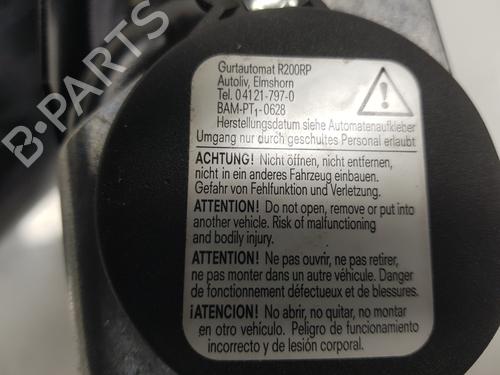 Gurtautomat R200RP
Autoliv, Elmshorn
Tel. 0 41 21-797-0
BAM-PT1-0628
Herstellungsdatum siehe Automatenaufkleber
Umgang nur durch geschultes Personal erlaubt
ACHTUNG! Nicht öffnen, nicht entfernen,
nicht in ein anderes Fahrzeug einbauen.
Gefahr von Fehlfunktion und Verletzung.
ATTENTION! Do not open, remove or put into
another vehicle. Risk of malfunctioning
and bodily injury.
ATTENTION! Ne pas ouvrir, ne pas retirer,
ne pas monter dans un autre véhicule. Danger
de fonctionnement défectueux et de blessures.
¡ATENCION! No abrir, no quitar, no montar
en otro vehículo. Peligro de funcionamiento
incorrecto y de lesión corporal.
B-PARTS